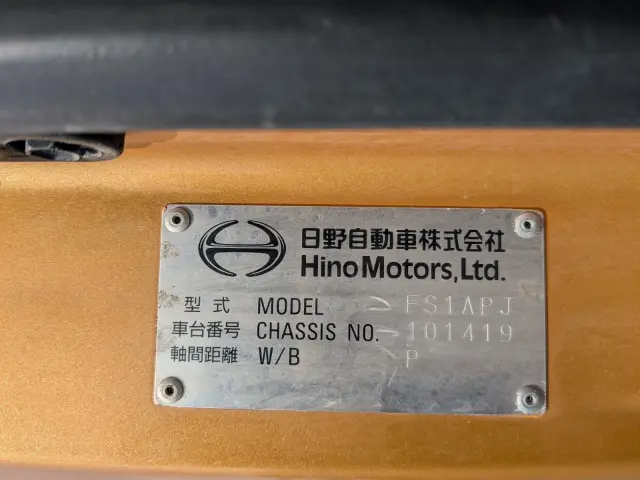 日野自動車株式会社
Hino Motors, Ltd.
型式 MODEL FS1APJ
車台番号 CHASSIS NO. 101419
軸間距離 W/B P